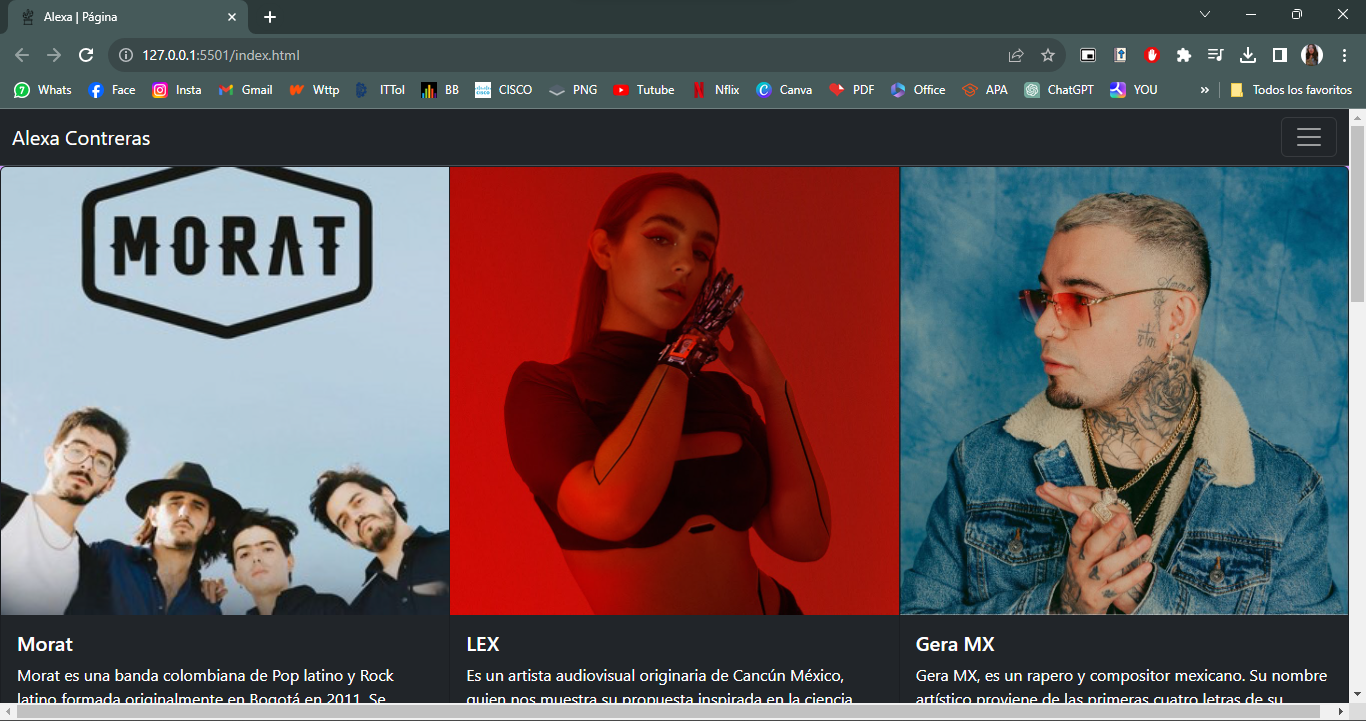 Alexa | Página
127.0.0.1:5501/index.html
Whats Face Insta Gmail Wttp ITTol BB CISCO PNG Tutube Nflix Canva PDF Office APA ChatGPT YOU » Todos los favoritos
Alexa Contreras
MORAT
Morat
Morat es una banda colombiana de Pop latino y Rock
latino formada originalmente en Bogotá en 2011. Se
LEX
Es un artista audiovisual originaria de Cancún México,
quien nos muestra su propuesta inspirada en la ciencia
Gera MX
Gera MX, es un rapero y compositor mexicano. Su nombre
artístico proviene de las primeras cuatro letras de su